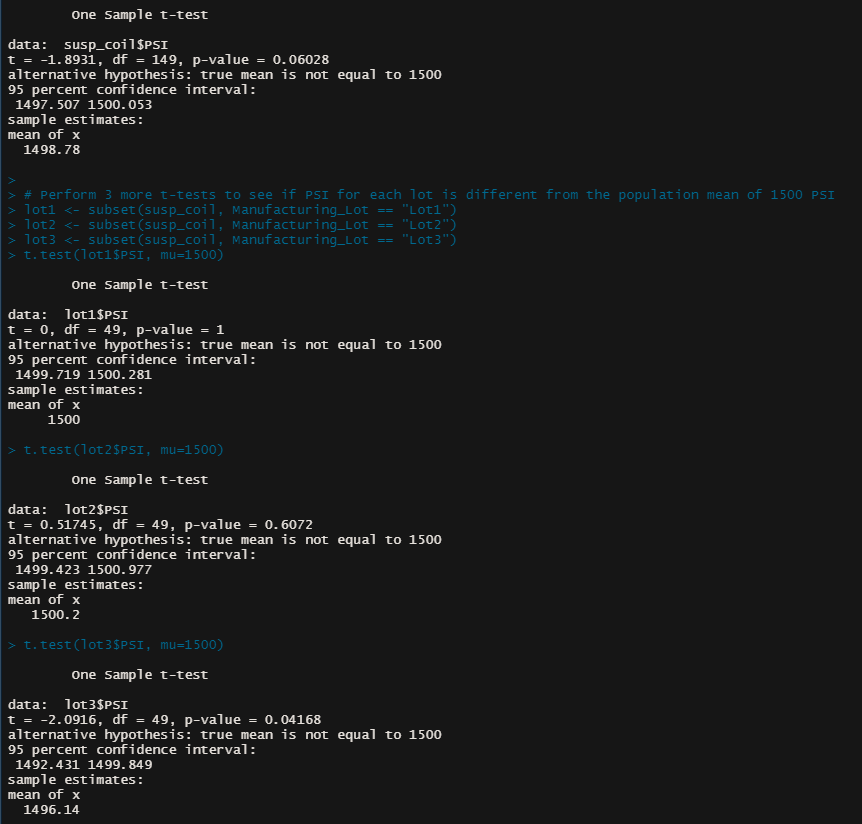 One Sample t-test
data:  susp_coil$PSI
t = -1.8931, df = 149, p-value = 0.06028
alternative hypothesis: true mean is not equal to 1500
95 percent confidence interval:
 1497.507 1500.053
sample estimates:
mean of x
  1498.78
>
> # Perform 3 more t-tests to see if PSI for each lot is different from the population mean of 1500 PSI
> lot1 <- subset(susp_coil, Manufacturing_Lot == "Lot1")
> lot2 <- subset(susp_coil, Manufacturing_Lot == "Lot2")
> lot3 <- subset(susp_coil, Manufacturing_Lot == "Lot3")
> t.test(lot1$PSI, mu=1500)
One Sample t-test
data:  lot1$PSI
t = 0, df = 49, p-value = 1
alternative hypothesis: true mean is not equal to 1500
95 percent confidence interval:
 1499.719 1500.281
sample estimates:
mean of x
     1500
> t.test(lot2$PSI, mu=1500)
One Sample t-test
data:  lot2$PSI
t = 0.51745, df = 49, p-value = 0.6072
alternative hypothesis: true mean is not equal to 1500
95 percent confidence interval:
 1499.423 1500.977
sample estimates:
mean of x
   1500.2
> t.test(lot3$PSI, mu=1500)
One Sample t-test
data:  lot3$PSI
t = -2.0916, df = 49, p-value = 0.04168
alternative hypothesis: true mean is not equal to 1500
95 percent confidence interval:
 1492.431 1499.849
sample estimates:
mean of x
  1496.14